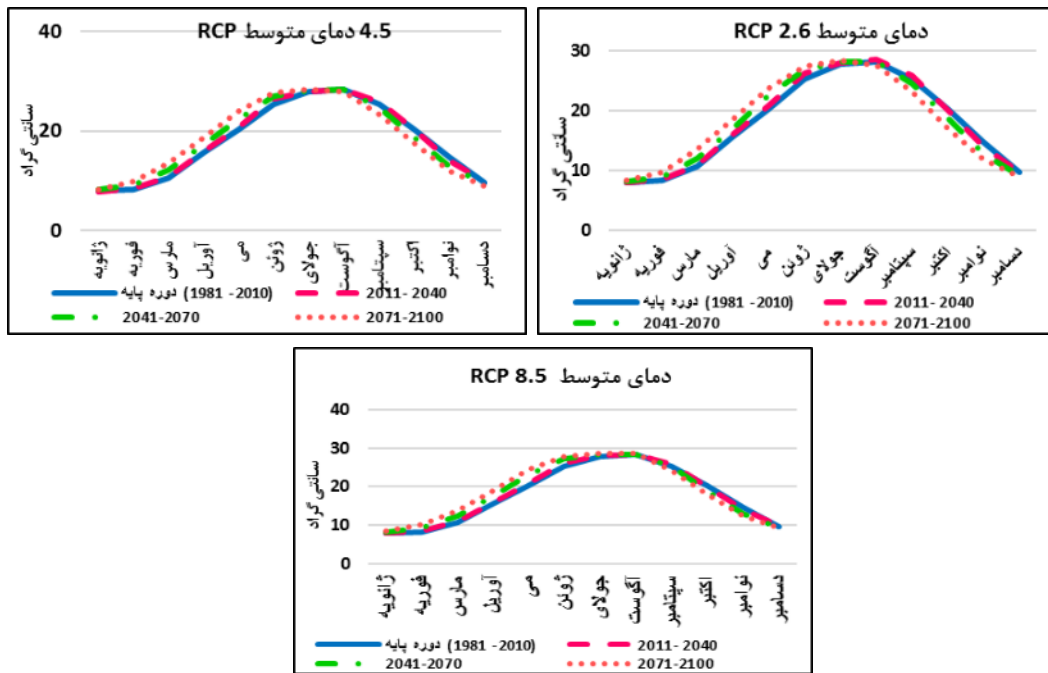 RCP دمای متوسط 4.5
سانتی گراد
40
20
0
ژانویه
فوریه
مارس
آوریل
می
ژوئن
جولای
آگوست
سپتامبر
اکتبر
نوامبر
دسامبر
دوره پایه (1981 -2010)
2011- 2040
2041-2070
2071-2100
RCP 2.6 دمای متوسط
سانتی گراد
30
20
10
0
ژانویه
فوریه
مارس
آوریل
می
ژوئن
جولای
آگوست
سپتامبر
اکتبر
نوامبر
دسامبر
دوره پایه (1981 -2010)
2011- 2040
2041-2070
2071-2100
RCP 8.5 دمای متوسط
سانتی گراد
40
30
20
10
0
ژانویه
فوریه
مارس
آوریل
می
ژوئن
جولای
آگوست
سپتامبر
اکتبر
نوامبر
دسامبر
دوره پایه (1981 -2010)
2011- 2040
2041-2070
2071-2100